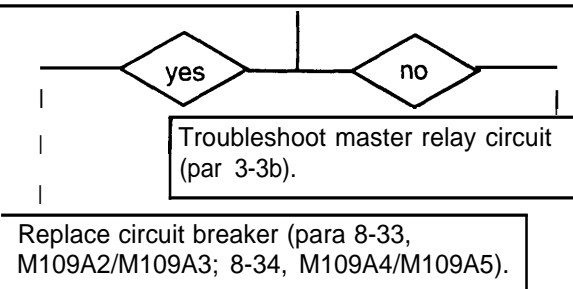 yes
no
Troubleshoot master relay circuit
(par 3-3b).
Replace circuit breaker (para 8-33,
M109A2/M109A3; 8-34, M109A4/M109A5).